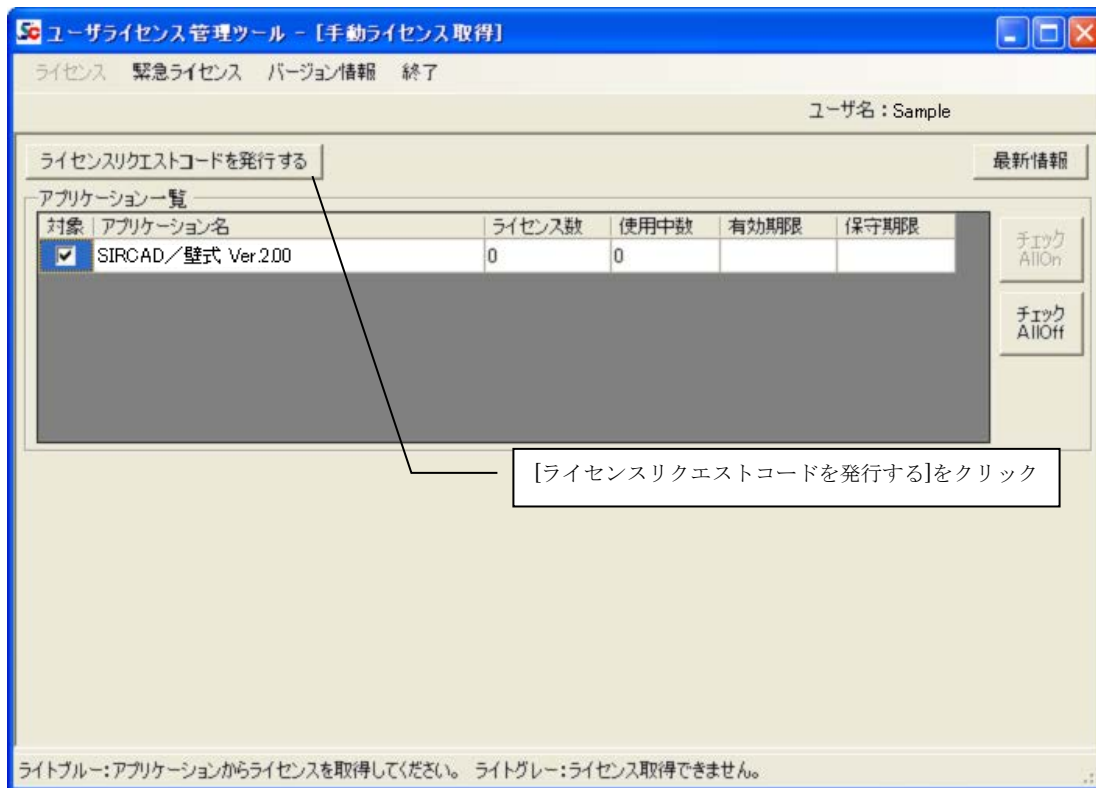 Sc ユーザライセンス管理ツール - [手動ライセンス取得]
ライセンス 緊急ライセンス バージョン情報 終了
ユーザ名：Sample
ライセンスリクエストコードを発行する 最新情報
アプリケーション一覧
対象 アプリケーション名 ライセンス数 使用中数 有効期限 保守期限
SIRCAD／壁式 Ver.2.00 0 0
チェック
AllOn
チェック
AllOff
[ライセンスリクエストコードを発行する]をクリック
ライトブルー：アプリケーションからライセンスを取得してください。 ライトグレー：ライセンス取得できません。